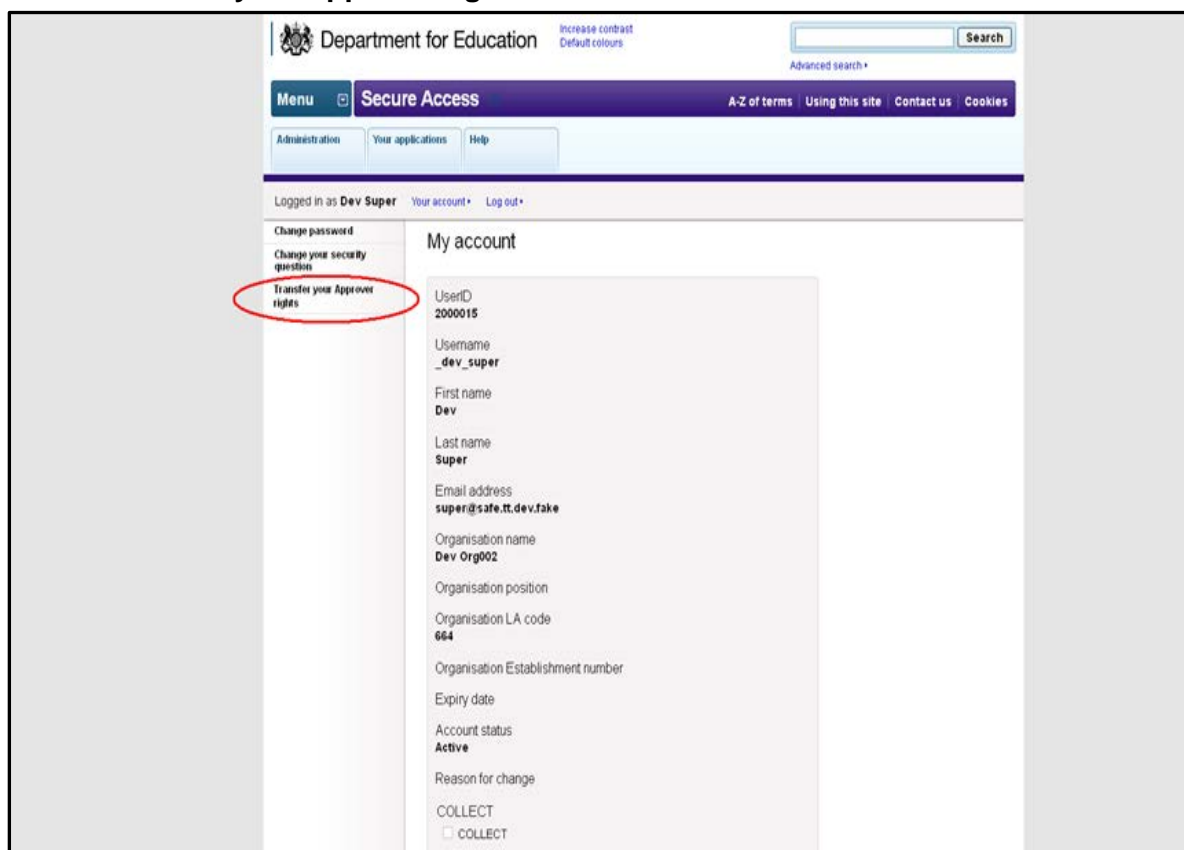 Department for Education
Increase contrast
Default colours
Search
Advanced search
Menu
Secure Access
A-Z of terms
Using this site
Contact us
Cookies
Administration
Your applications
Help
Logged in as Dev Super
Your account
Log out
Change password
Change your security
question
Transfer your Approver
rights
My account
UserID
2000015
Username
_dev_super
First name
Dev
Last name
Super
Email address
super@safe.tt.dev.fake
Organisation name
Dev Org002
Organisation position
Organisation LA code
664
Organisation Establishment number
Expiry date
Account status
Active
Reason for change
COLLECT
COLLECT